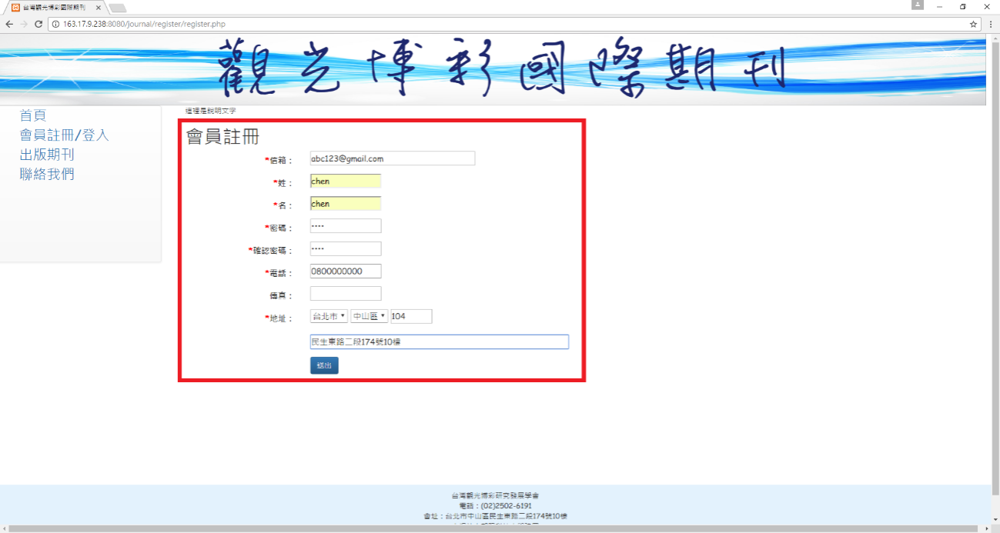 台灣觀光博彩國際期刊
163.17.9.238:8080/journal/register/register.php
觀光博彩國際期刊
首頁
會員註冊/登入
出版期刊
聯絡我們
這裡是說明文字
會員註冊
*信箱： abc123@gmail.com
*姓： chen
*名： chen
*密碼： ••••
*確認密碼： ••••
*電話： 0800000000
傳真：
*地址： 台北市 中山區 104
民生東路二段174號10樓
送出
台灣觀光博彩研究發展學會
電話：(02)2502-6191
會址：台北市中山區民生東路二段174號10樓